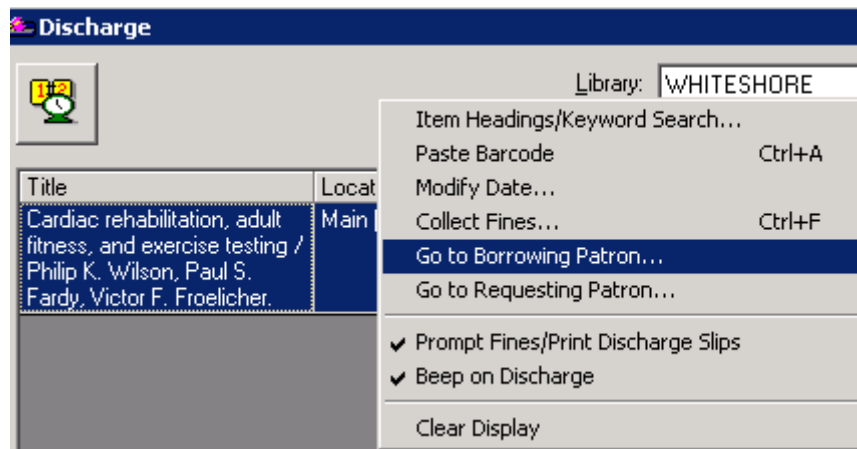 Discharge
1 2
Library: WHITESHORE
Item Headings/Keyword Search...
Paste Barcode Ctrl+A
Modify Date...
Collect Fines... Ctrl+F
Go to Borrowing Patron...
Go to Requesting Patron...
Prompt Fines/Print Discharge Slips
Beep on Discharge
Clear Display
Title Locat
Cardiac rehabilitation, adult Main
fitness, and exercise testing /
Philip K. Wilson, Paul S.
Fardy, Victor F. Froelicher.